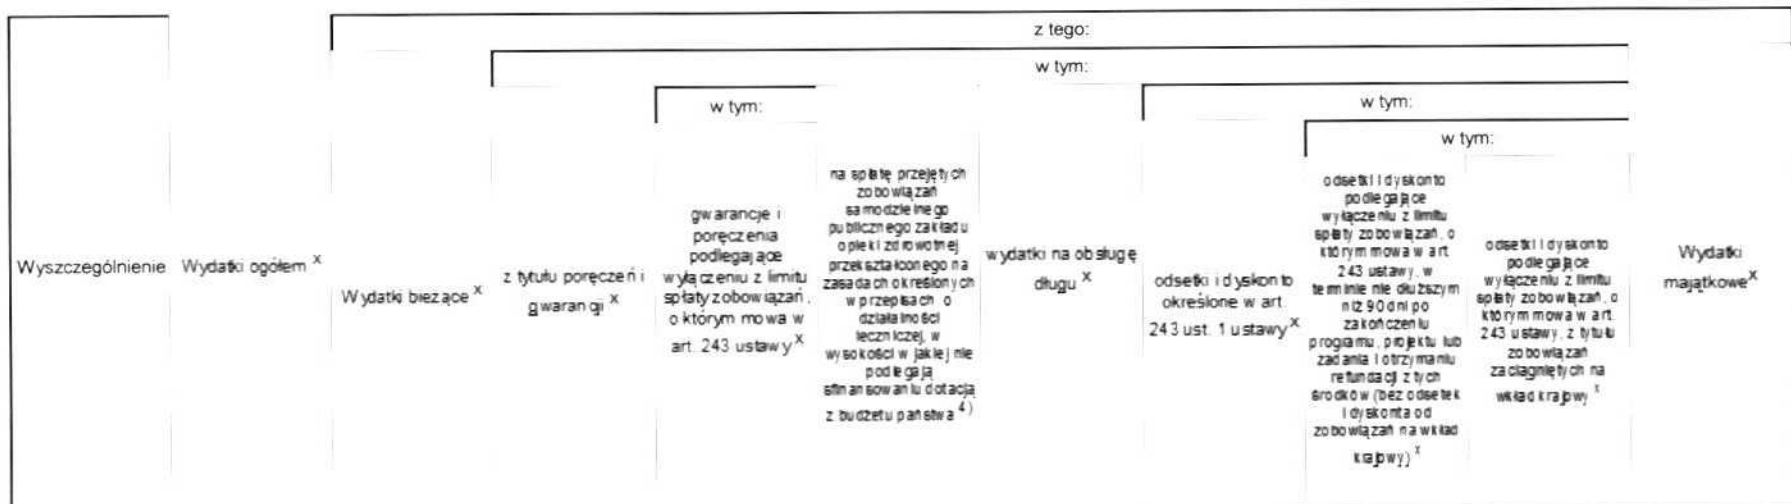 z tego:
w tym:
w tym:
w tym:
w tym:
Wyszczególnienie
Wydatki ogółem x
Wydatki bieżące x
z tytułu poręczeń i
gwarancji x
gwarancje i
poręczenia
podlegające
wyłączeniu z limitu
spłaty zobowiązań,
o którym mowa w
art. 243 ustawy x
na spłatę przejętych
zobowiązań
samodzielnego
publicznego zakładu
opieki zdrowotnej
przekształconego na
zasadach określonych
w przepisach o
działalności
leczniczej, w
wysokości w jakiej nie
podlegają
sfinansowaniu dotacją
z budżetu państwa 4)
wydatki na obsługę
długu x
odsetki i dyskonto
określone w art.
243 ust. 1 ustawy x
odsetki i dyskonto
podlegające
wyłączeniu z limitu
spłaty zobowiązań, o
którym mowa w art.
243 ustawy, w
terminie nie dłuższym
niż 90 dni po
zakończeniu
programu, projektu lub
zadania i otrzymaniu
refundacji z tych
środków (bez odsetek
i dyskonta od
zobowiązań na wkład
krajowy) x
odsetki i dyskonto
podlegające
wyłączeniu z limitu
spłaty zobowiązań, o
którym mowa w art.
243 ustawy, z tytułu
zobowiązań
zaciągniętych na
wkład krajowy x
Wydatki
majątkowe x